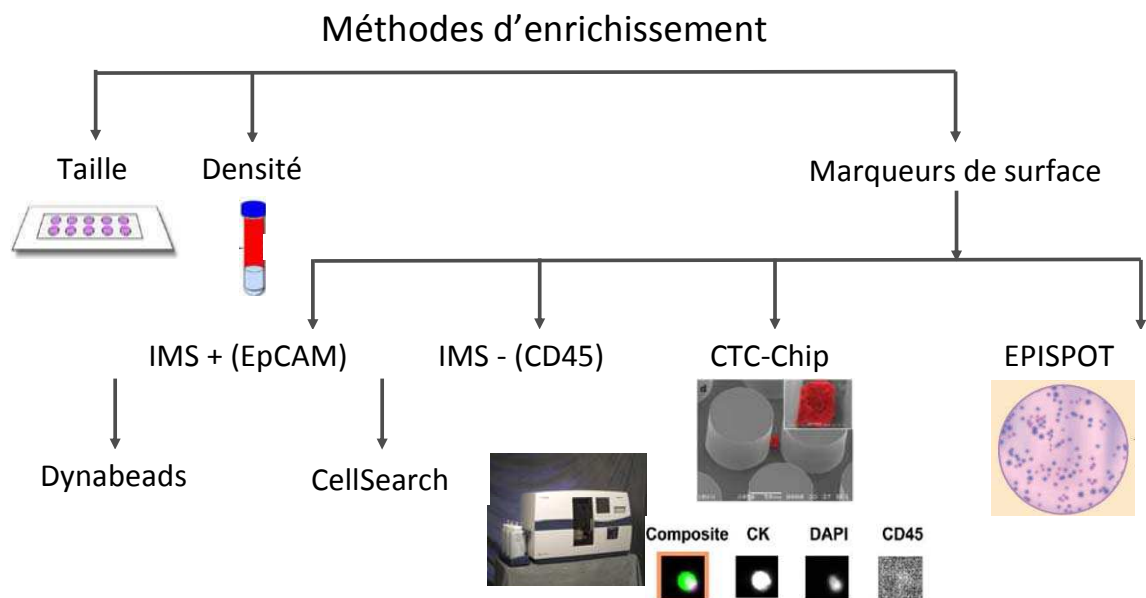 Méthodes d'enrichissement
Taille
Densité
Marqueurs de surface
IMS + (EpCAM)
IMS - (CD45)
CTC-Chip
EPISPOT
Dynabeads
CellSearch
Composite
CK
DAPI
CD45